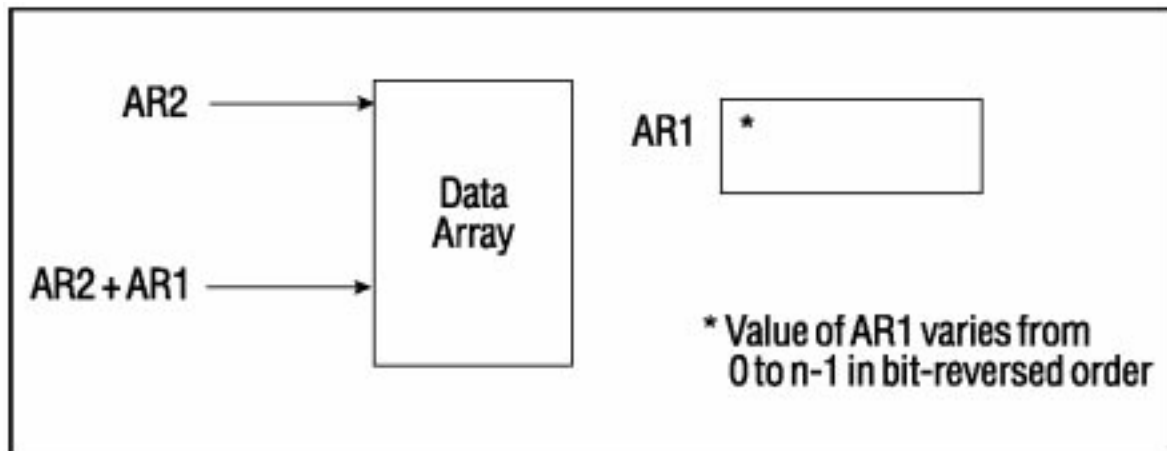 AR2
Data
Array
AR2 + AR1
AR1
*
* Value of AR1 varies from
0 to n-1 in bit-reversed order